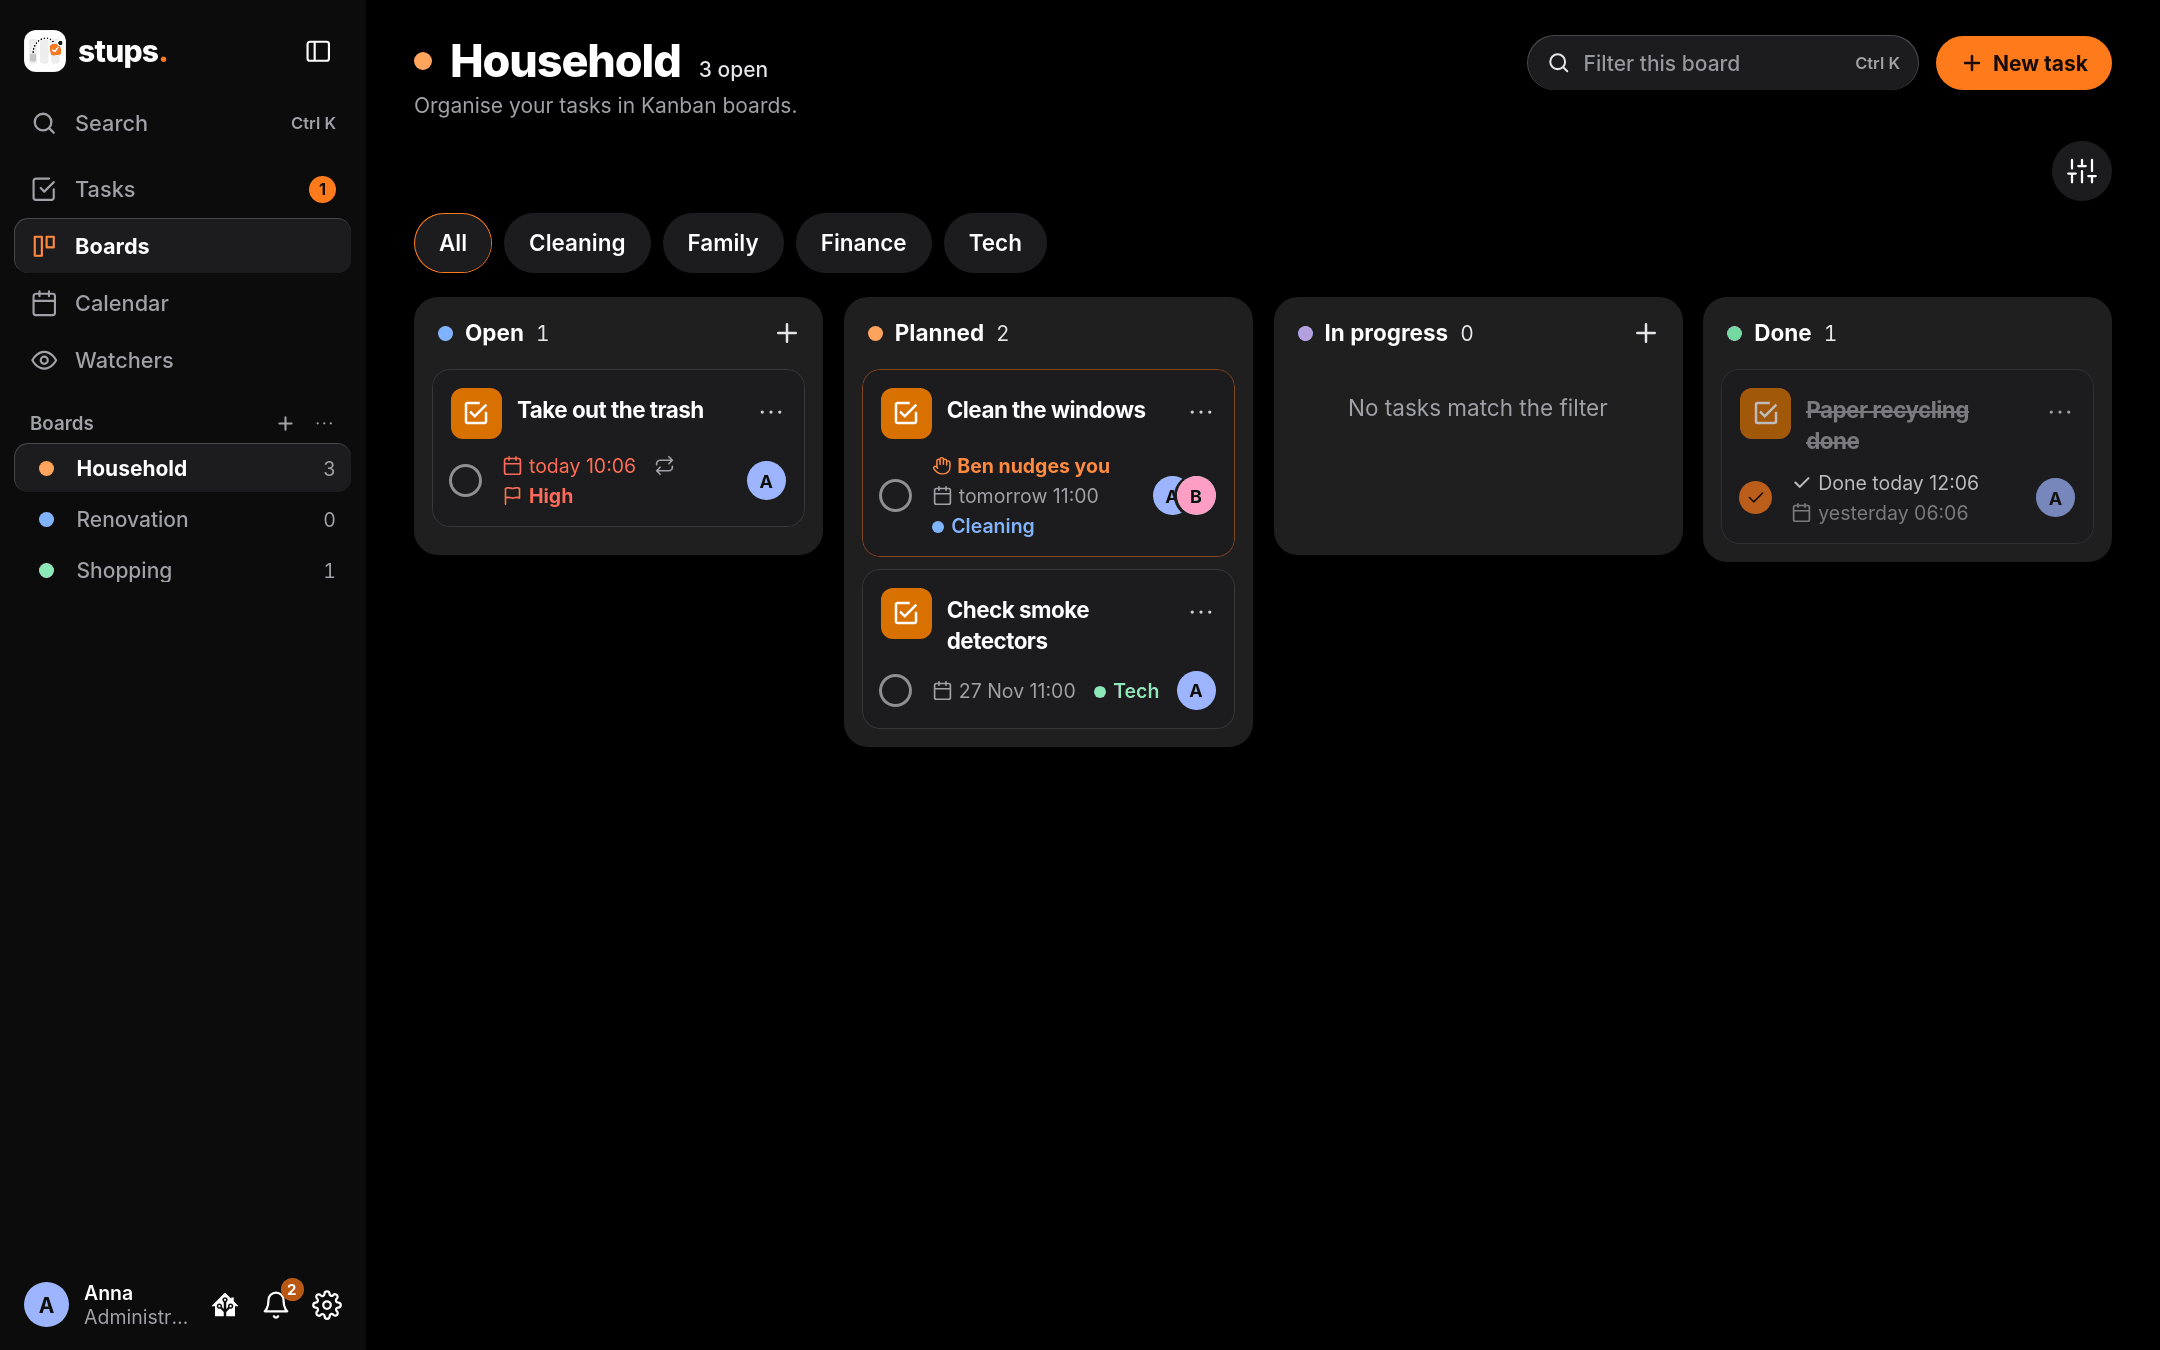 stups.
Search Ctrl K
Tasks 1
Boards
Calendar
Watchers
Boards
Household 3
Renovation 0
Shopping 1
A Anna
Administr...
2
Household 3 open
Organise your tasks in Kanban boards.
Filter this board Ctrl K
New task
All Cleaning Family Finance Tech
Open 1
Take out the trash
today 10:06
High
A
Planned 2
Clean the windows
Ben nudges you
tomorrow 11:00
Cleaning
A B
Check smoke
detectors
27 Nov 11:00 Tech A
In progress 0
No tasks match the filter
Done 1
Paper recycling
done
Done today 12:06
yesterday 06:06
A